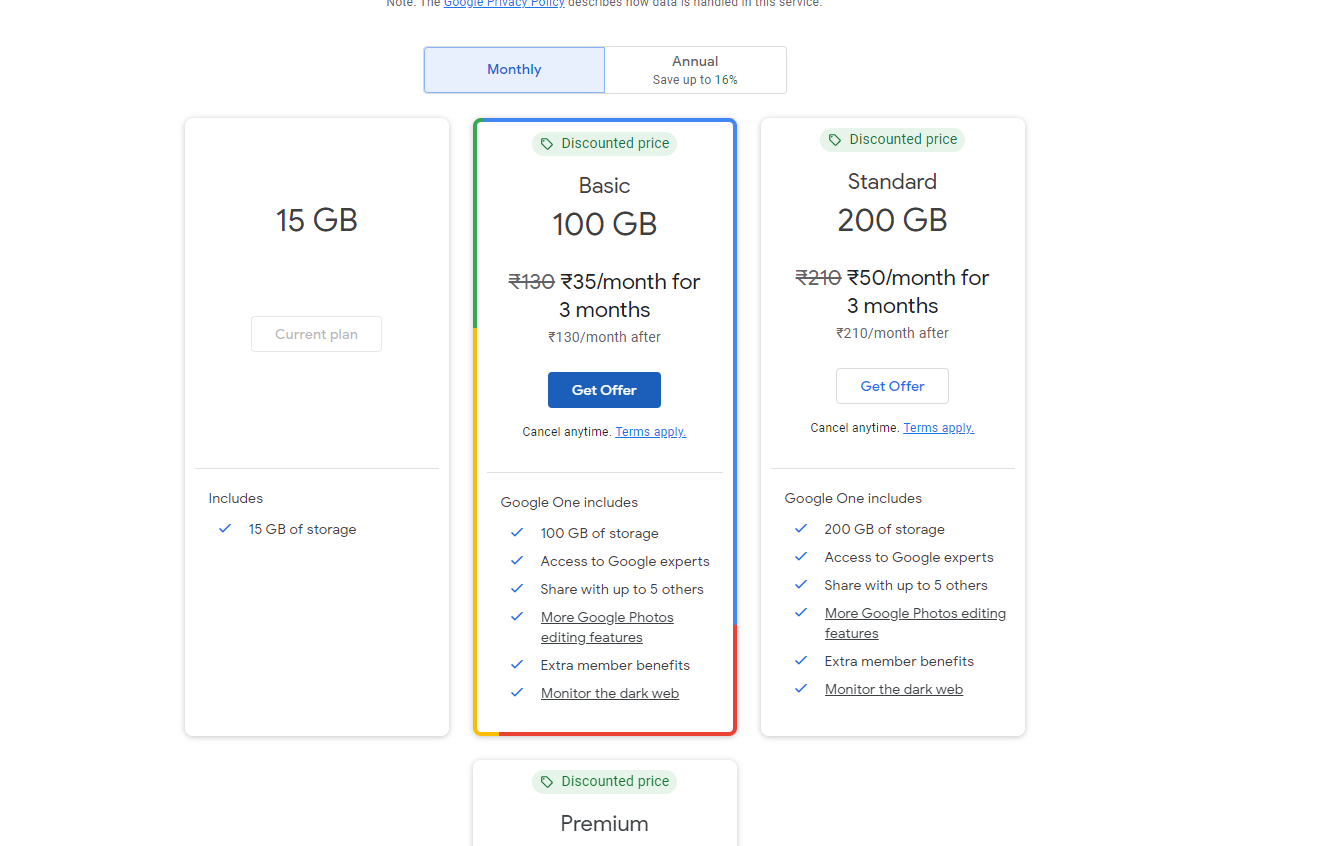 Note: The Google Privacy Policy describes how data is handled in this service.
Monthly
Annual
Save up to 16%
15 GB
Current plan
Includes
15 GB of storage
Discounted price
Basic
100 GB
₹130 ₹35/month for
3 months
₹130/month after
Get Offer
Cancel anytime. Terms apply.
Google One includes
100 GB of storage
Access to Google experts
Share with up to 5 others
More Google Photos
editing features
Extra member benefits
Monitor the dark web
Discounted price
Standard
200 GB
₹210 ₹50/month for
3 months
₹210/month after
Get Offer
Cancel anytime. Terms apply.
Google One includes
200 GB of storage
Access to Google experts
Share with up to 5 others
More Google Photos editing
features
Extra member benefits
Monitor the dark web
Discounted price
Premium